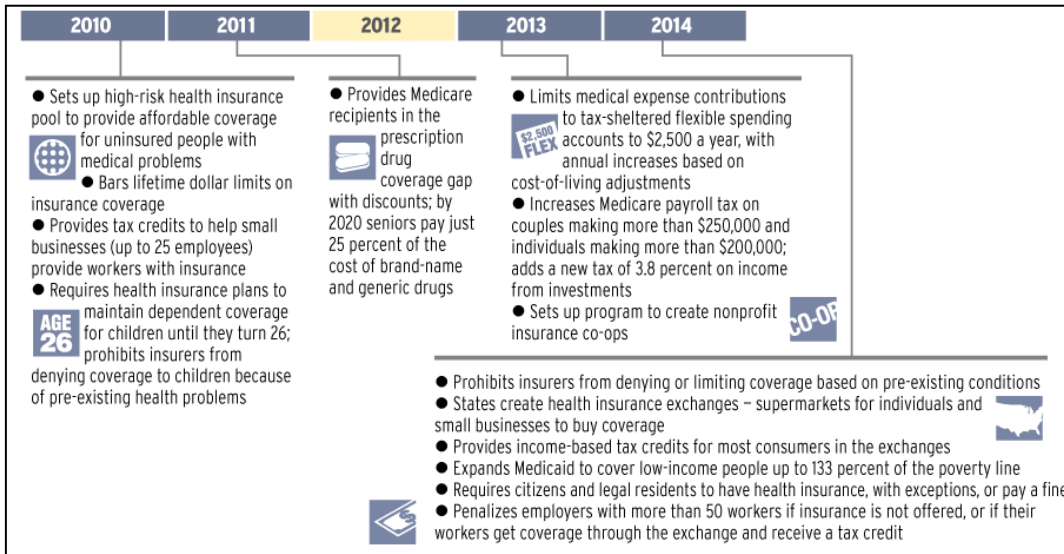 2010 2011 2012 2013 2014
● Sets up high-risk health insurance
pool to provide affordable coverage
for uninsured people with
medical problems
● Bars lifetime dollar limits on
insurance coverage
● Provides tax credits to help small
businesses (up to 25 employees)
provide workers with insurance
● Requires health insurance plans to
maintain dependent coverage
for children until they turn 26;
prohibits insurers from
denying coverage to children because
of pre-existing health problems
AGE
26
● Provides Medicare
recipients in the
prescription
drug
coverage gap
with discounts; by
2020 seniors pay just
25 percent of the
cost of brand-name
and generic drugs
● Limits medical expense contributions
to tax-sheltered flexible spending
accounts to $2,500 a year, with
annual increases based on
cost-of-living adjustments
$2,500
FLEX
● Increases Medicare payroll tax on
couples making more than $250,000 and
individuals making more than $200,000;
adds a new tax of 3.8 percent on income
from investments
● Sets up program to create nonprofit
insurance co-ops
CO-OP
● Prohibits insurers from denying or limiting coverage based on pre-existing conditions
● States create health insurance exchanges – supermarkets for individuals and
small businesses to buy coverage
● Provides income-based tax credits for most consumers in the exchanges
● Expands Medicaid to cover low-income people up to 133 percent of the poverty line
● Requires citizens and legal residents to have health insurance, with exceptions, or pay a fine
● Penalizes employers with more than 50 workers if insurance is not offered, or if their
workers get coverage through the exchange and receive a tax credit
$